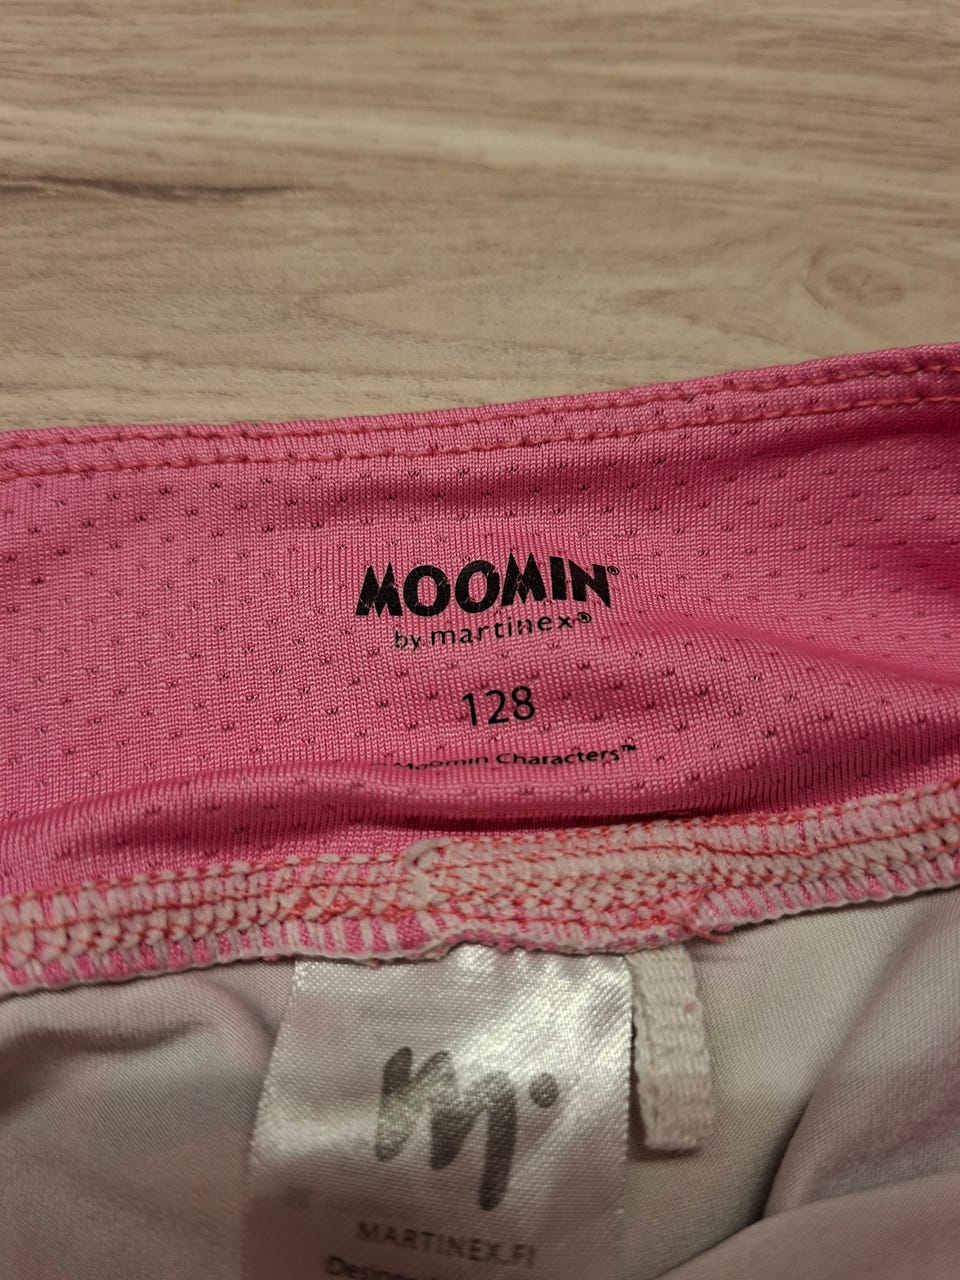 MOOMIN®
by martinex®
128
Moomin Characters™
m.
MARTINEX.FI